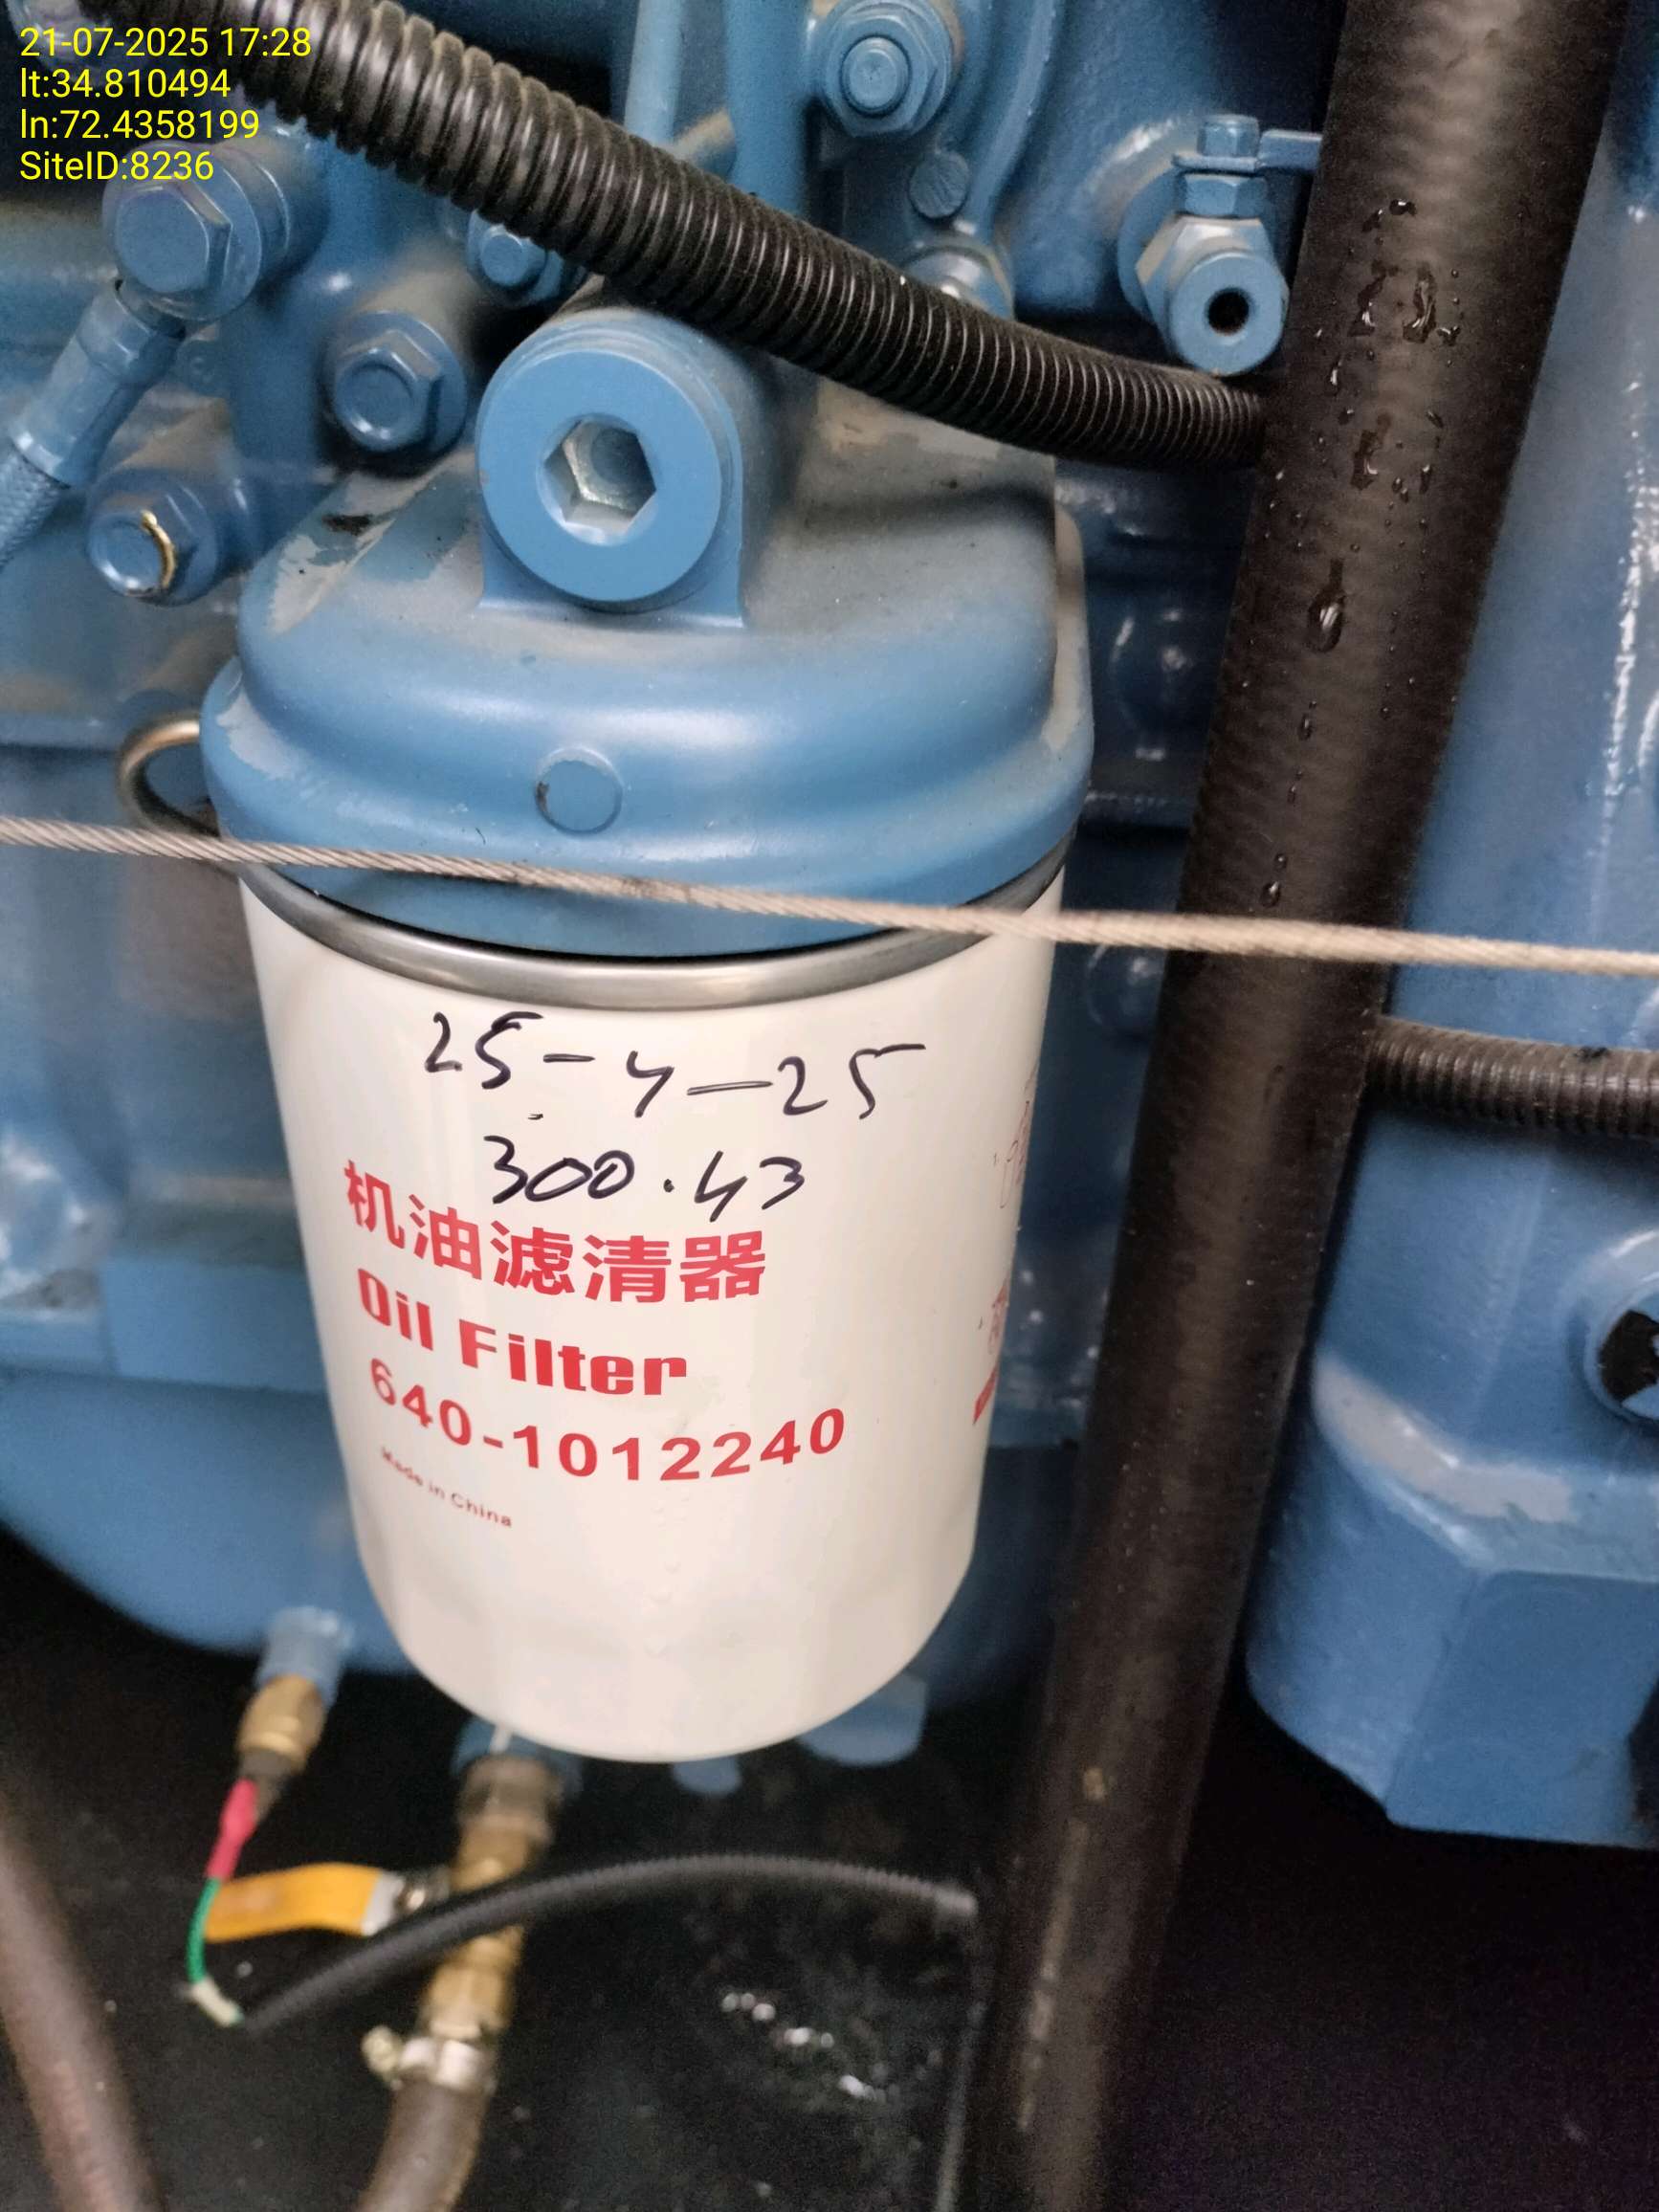 21-07-2025 17:28
lt:34.810494
ln:72.4358199
SiteID:8236
25-4-25
300.43
机油滤清器
Oil Filter
640-1012240
Made in China